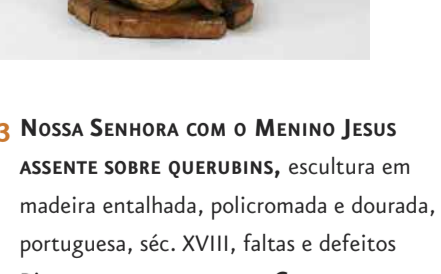 3 Nossa Senhora com o Menino Jesus
assente sobre querubins, escultura em
madeira entalhada, policromada e dourada,
portuguesa, séc. XVIII, faltas e defeitos